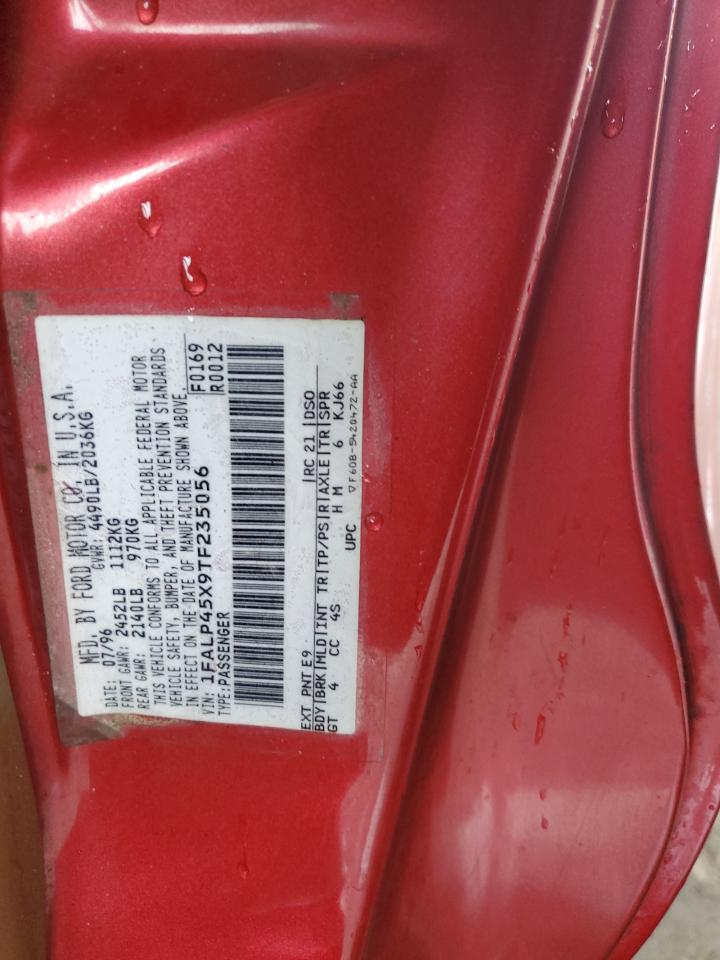 MFD. BY FORD MOTOR CO. IN U.S.A.
DATE: 07/96 GVWR: 4490LB/2036KG
FRONT GAWR: 2452LB 1112KG
REAR GAWR: 2140LB 970KG
THIS VEHICLE CONFORMS TO ALL APPLICABLE FEDERAL MOTOR
VEHICLE SAFETY, BUMPER, AND THEFT PREVENTION STANDARDS
IN EFFECT ON THE DATE OF MANUFACTURE SHOWN ABOVE.
VIN: 1FALP45X9TF235056 F0169
TYPE: PASSENGER R0012
EXT PNT E9 RC 21 DSO
BDY BRK MLD INT TR TP/PS R AXLE TR SPR
GT 4 CC 4S H M 6 KJ66
UPC ▽F60B-5420472-AA